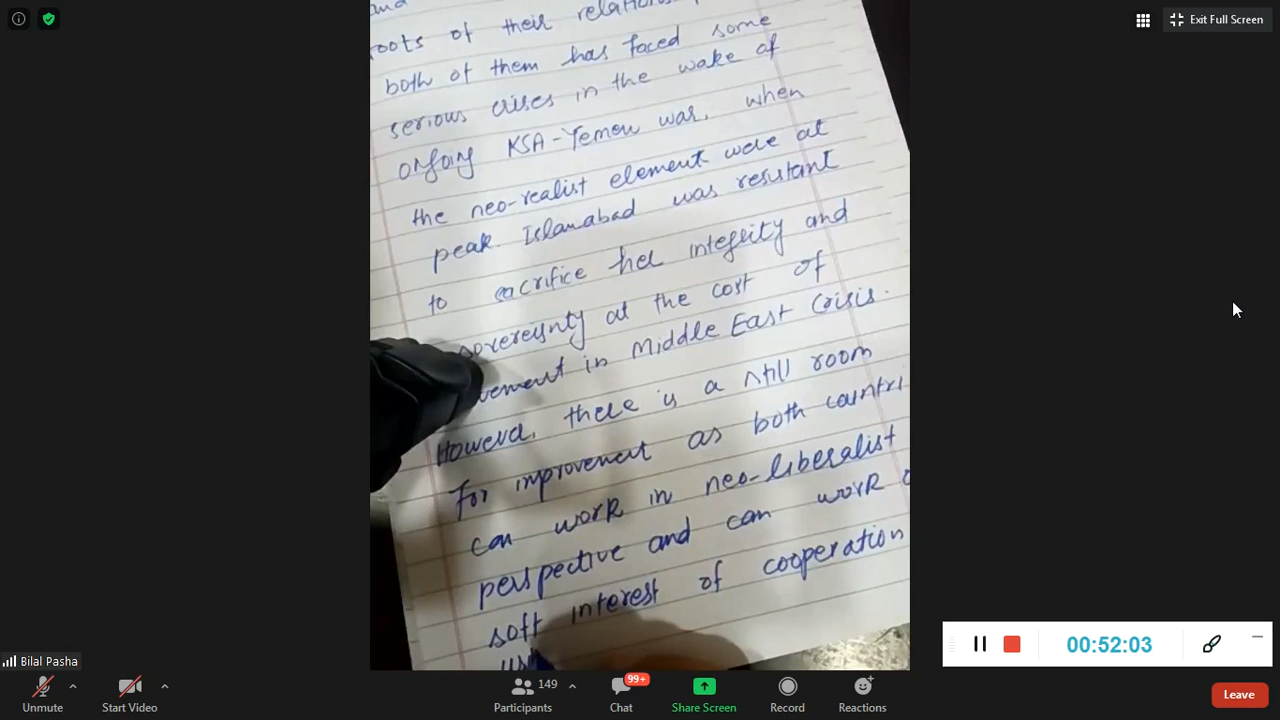 Exit Full Screen
and
roots of their relations
both of them has faced some
serious crises in the wake of
ongoing KSA-Yemen war, when
the neo-realist element were at
peak. Islamabad was resistant
to sacrifice her integrity and
sovereignty at the cost of
vement in Middle East Crisis.
However, there is a still room
for improvement as both countri
can work in neo-liberalist
perspective and can work o
soft interest of cooperation
Bilal Pasha
00:52:03
Unmute
Start Video
149
Participants
99+
Chat
Share Screen
Record
Reactions
Leave